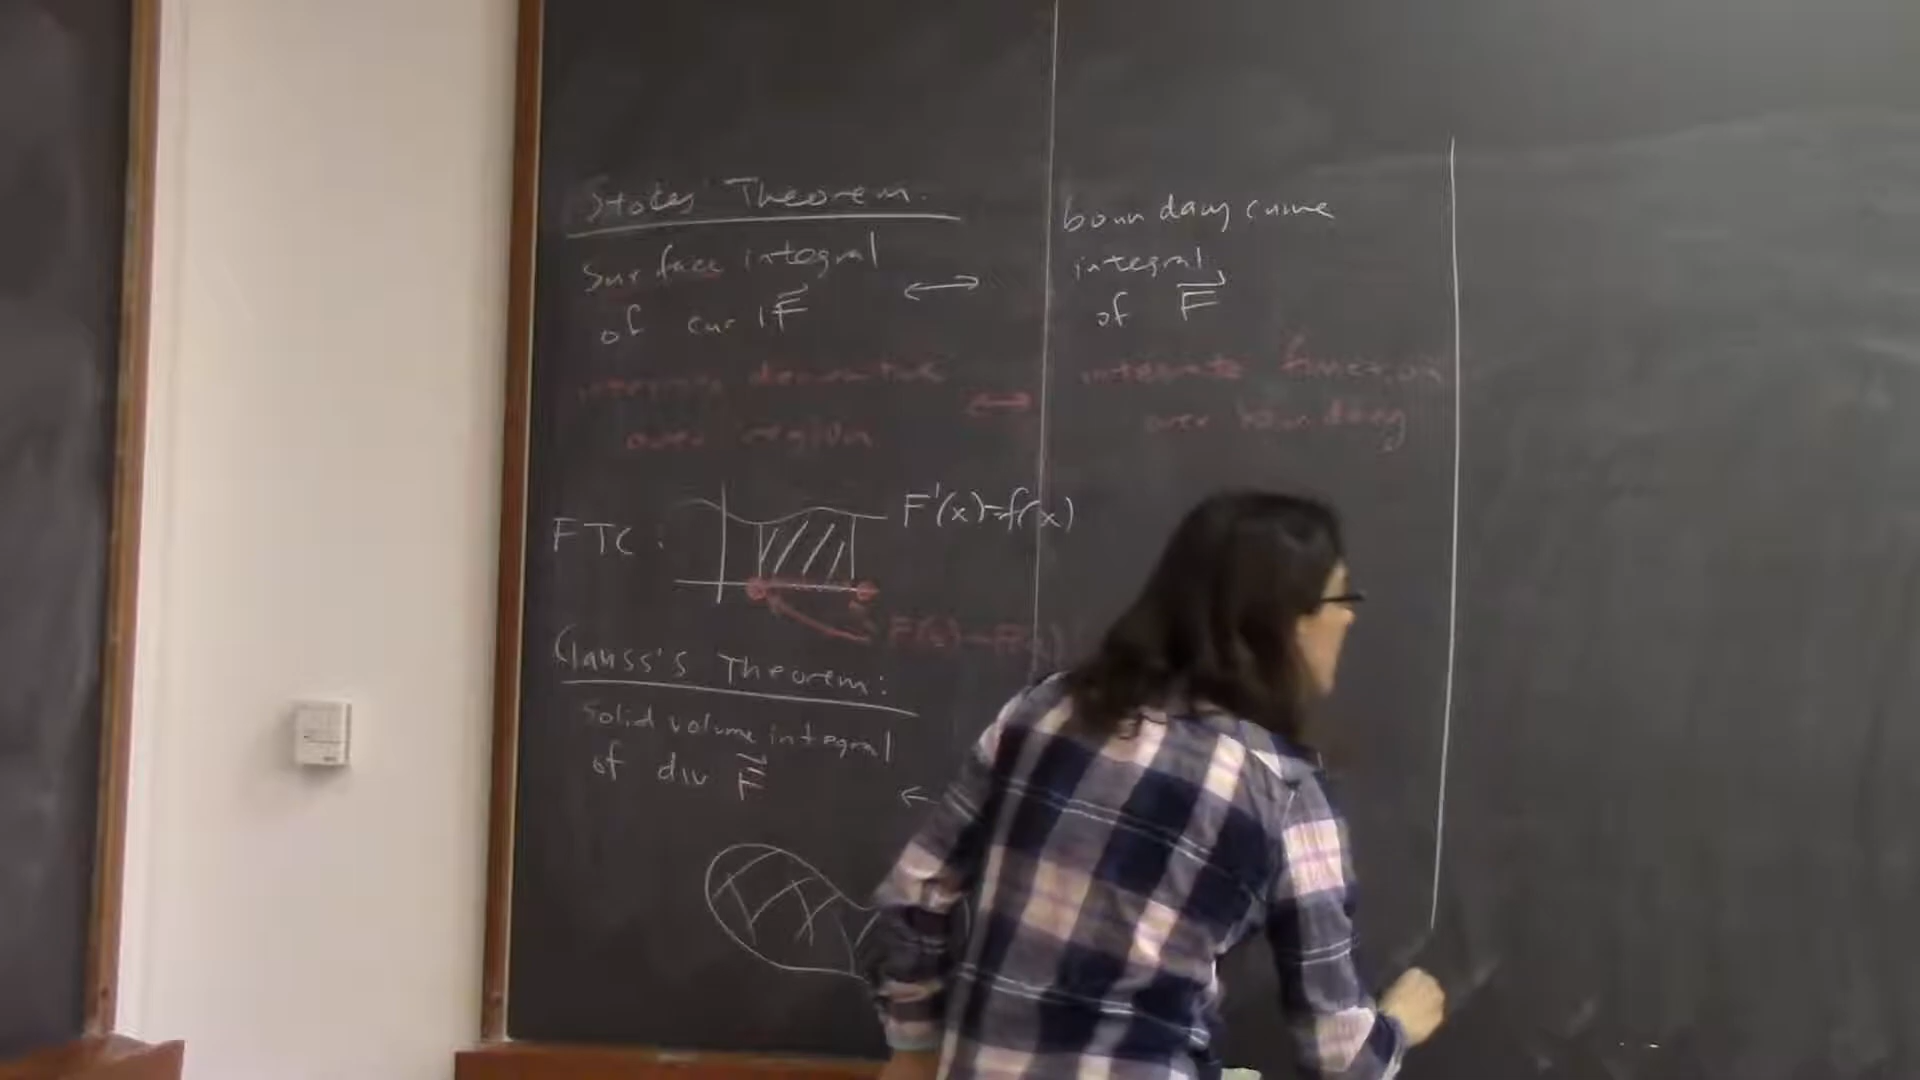 Stokes' Theorem.
Surface integral
of curl F
↔
boundary curve
integral
of F
integrate derivative
over region
↔
integrate function
over boundary
FTC:
F'(x)=f(x)
F(b)-F(a)
Gauss's Theorem:
Solid volume integral
of div F